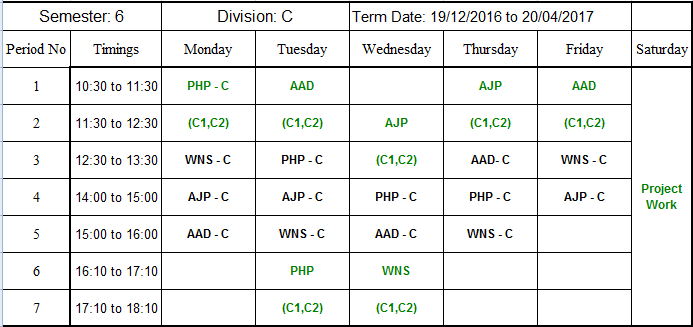 Semester: 6 Division: C Term Date: 19/12/2016 to 20/04/2017
Period No Timings Monday Tuesday Wednesday Thursday Friday Saturday
1 10:30 to 11:30 PHP - C AAD AJP AAD
2 11:30 to 12:30 (C1,C2) (C1,C2) AJP (C1,C2) (C1,C2)
3 12:30 to 13:30 WNS - C PHP - C (C1,C2) AAD- C WNS - C
4 14:00 to 15:00 AJP - C AJP - C PHP - C PHP - C AJP - C Project
Work
5 15:00 to 16:00 AAD - C WNS - C AAD - C WNS - C
6 16:10 to 17:10 PHP WNS
7 17:10 to 18:10 (C1,C2) (C1,C2)